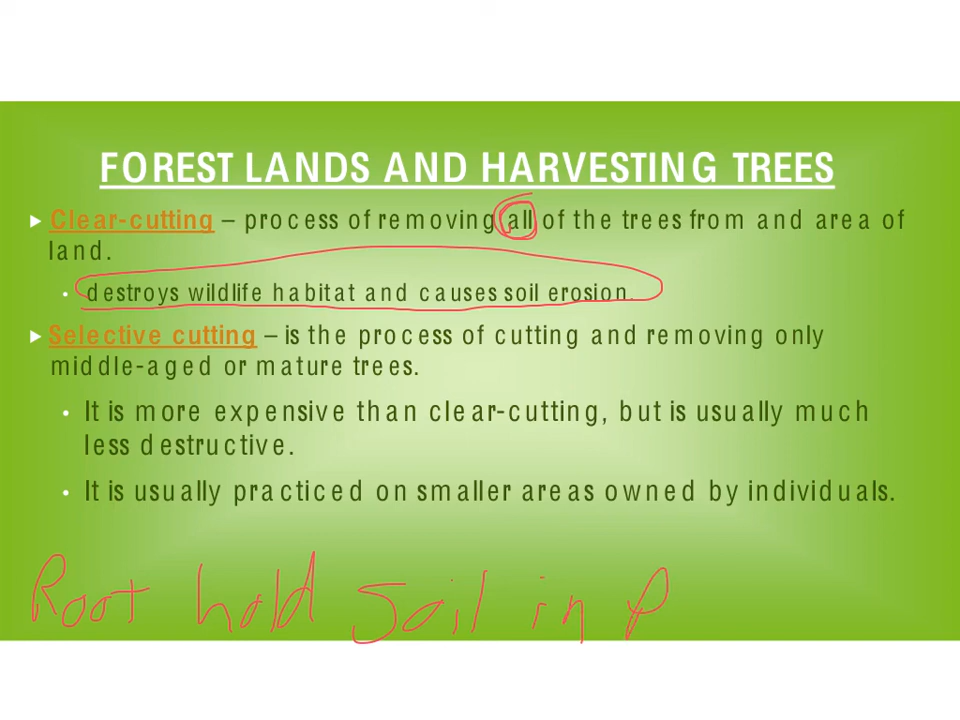 FOREST LANDS AND HARVESTING TREES
Clear-cutting – process of removing all of the trees from and area of
land.
• destroys wildlife habitat and causes soil erosion.
Selective cutting – is the process of cutting and removing only
middle-aged or mature trees.
• It is more expensive than clear-cutting, but is usually much
less destructive.
• It is usually practiced on smaller areas owned by individuals.
Root hold Soil in P